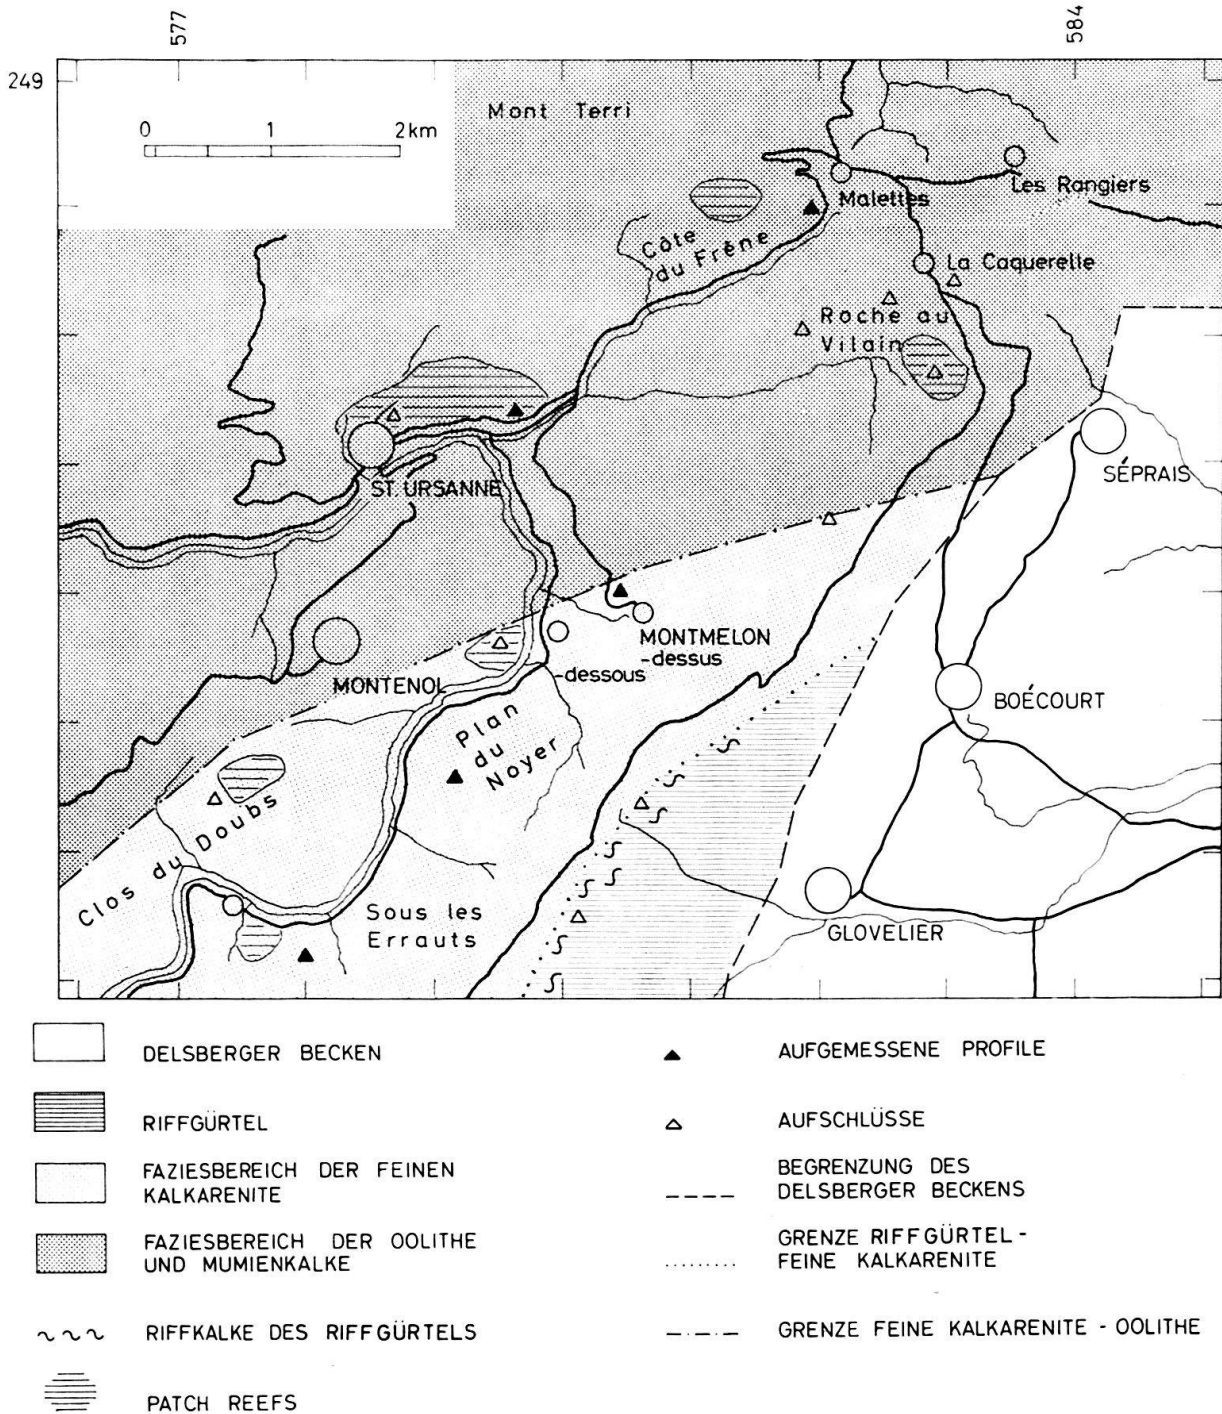 577
584
249
Mont Terri
0 1 2 km
Les Rangiers
Malettes
Côte
du Frêne
La Caquerelle
Roche au
Vilain
ST. URSANNE
SÉPRAIS
MONTMELON
-dessus
-dessous
MONTENOL
BOÉCOURT
Plan
du
Noyer
Clos du Doubs
Sous les
Errauts
GLOVELIER
DELSBERGER BECKEN
RIFFGÜRTEL
FAZIESBEREICH DER FEINEN
KALKARENITE
FAZIESBEREICH DER OOLITHE
UND MUMIENKALKE
RIFFKALKE DES RIFFGÜRTELS
PATCH REEFS
AUFGEMESSENE PROFILE
AUFSCHLÜSSE
BEGRENZUNG DES
DELSBERGER BECKENS
GRENZE RIFFGÜRTEL -
FEINE KALKARENITE
GRENZE FEINE KALKARENITE - OOLITHE